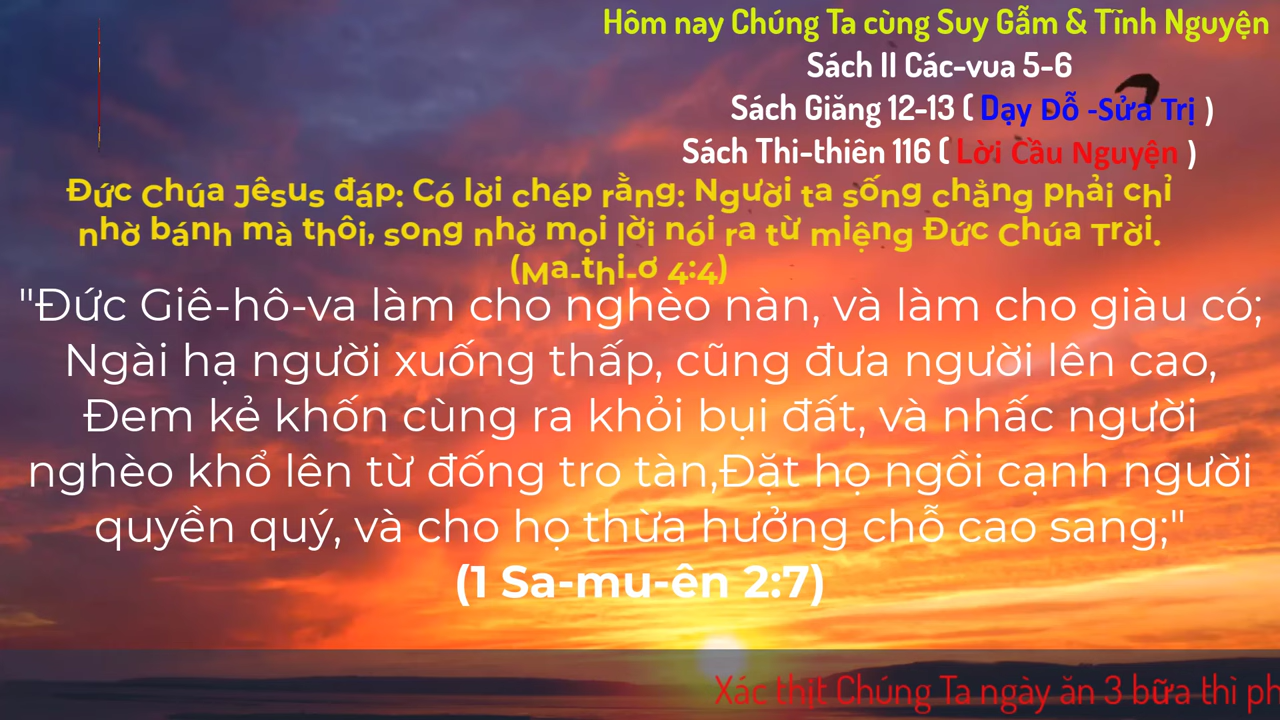 Hôm nay Chúng Ta cùng Suy Gẫm & Tĩnh Nguyện
Sách II Các-vua 5-6
Sách Giăng 12-13 ( Dạy Đỗ -Sửa Trị )
Sách Thi-thiên 116 ( Lời Cầu Nguyện )
Đức Chúa Jêsus đáp: Có lời chép rằng: Người ta sống chẳng phải chỉ
nhờ bánh mà thôi, song nhờ mọi lời nói ra từ miệng Đức Chúa Trời.
(Ma-thi-ơ 4:4)
"Đức Giê-hô-va làm cho nghèo nàn, và làm cho giàu có;
Ngài hạ người xuống thấp, cũng đưa người lên cao,
Đem kẻ khốn cùng ra khỏi bụi đất, và nhấc người
nghèo khổ lên từ đống tro tàn,Đặt họ ngồi cạnh người
quyền quý, và cho họ thừa hưởng chỗ cao sang;"
(1 Sa-mu-ên 2:7)
Xác thịt Chúng Ta ngày ăn 3 bữa thì ph